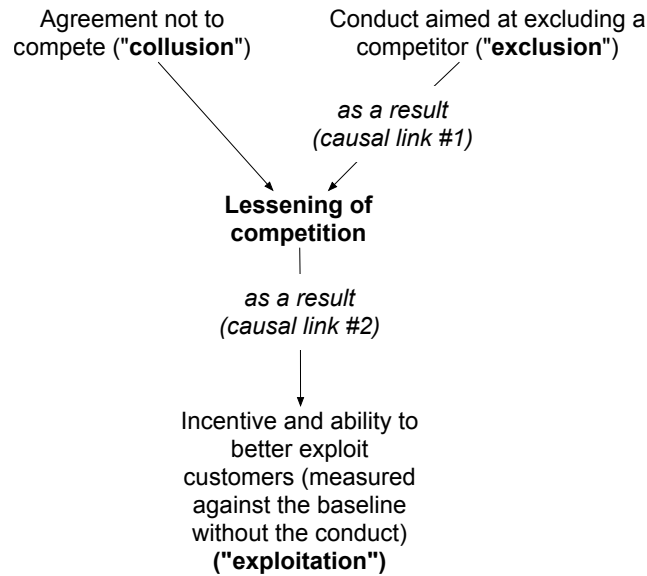 Agreement not to
compete ("collusion")
Conduct aimed at excluding a
competitor ("exclusion")
as a result
(causal link #1)
Lessening of
competition
as a result
(causal link #2)
Incentive and ability to
better exploit
customers (measured
against the baseline
without the conduct)
("exploitation")